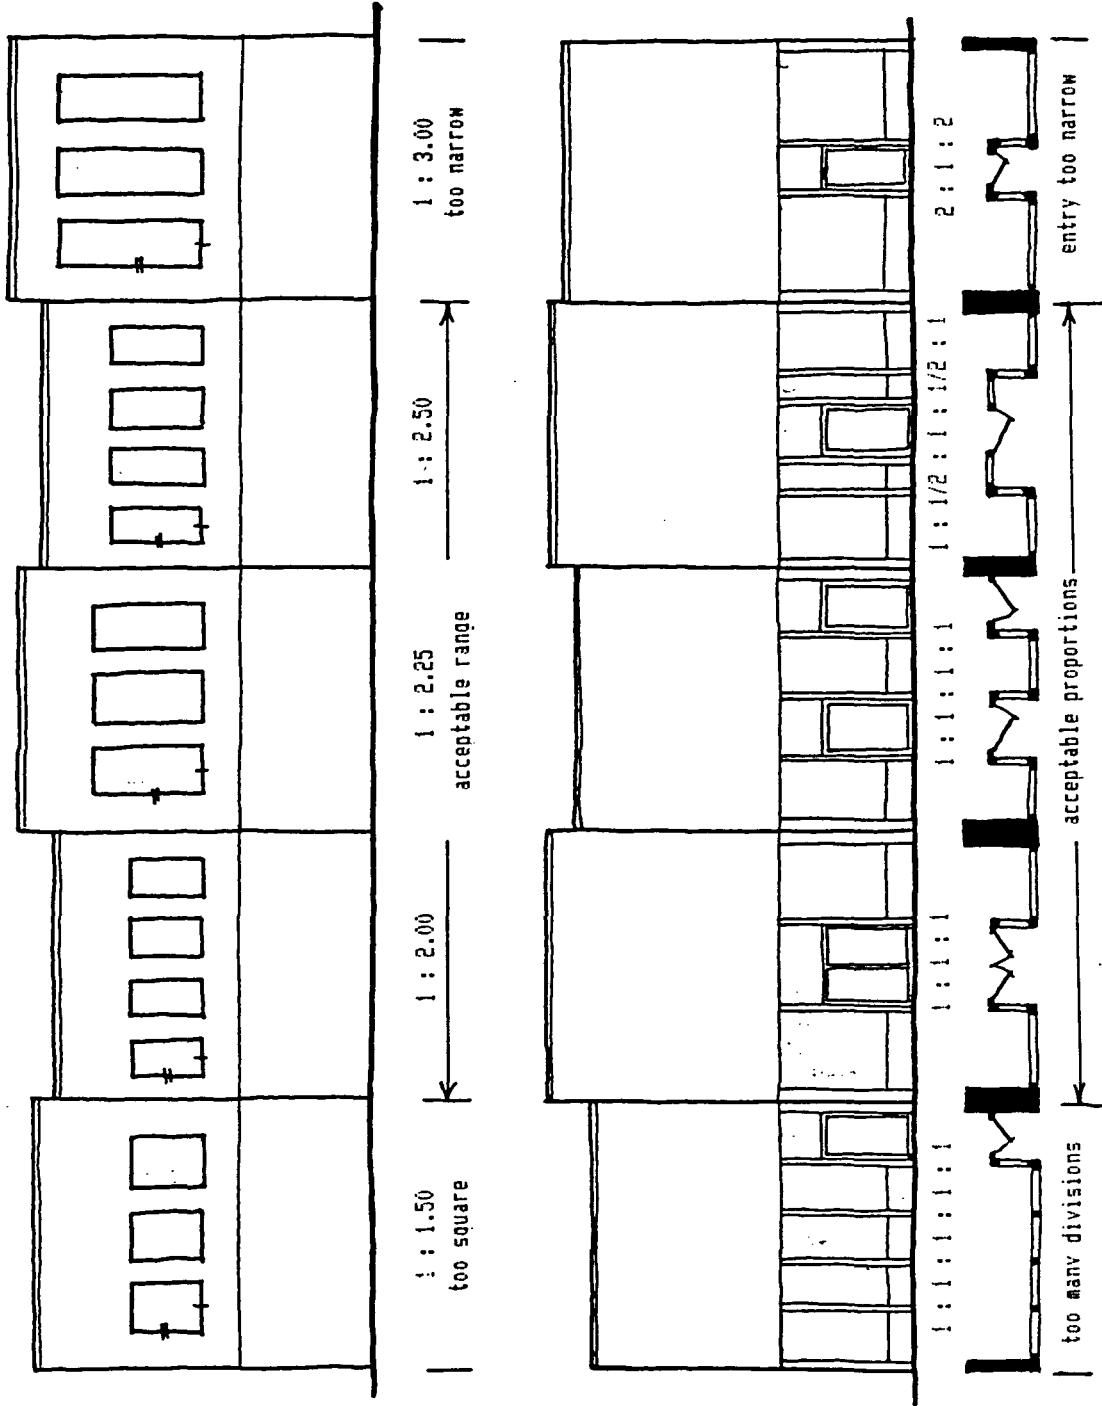 1 : 1.50
too square
1 : 2.00
1 : 2.25
acceptable range
1 : 2.50
1 : 3.00
too narrow
1 : 1 : 1 : 1 : 1
1 : 1 : 1
1 : 1 : 1 : 1
1 : 1/2 : 1 : 1/2 : 1
2 : 1 : 2
too many divisions
acceptable proportions
entry too narrow